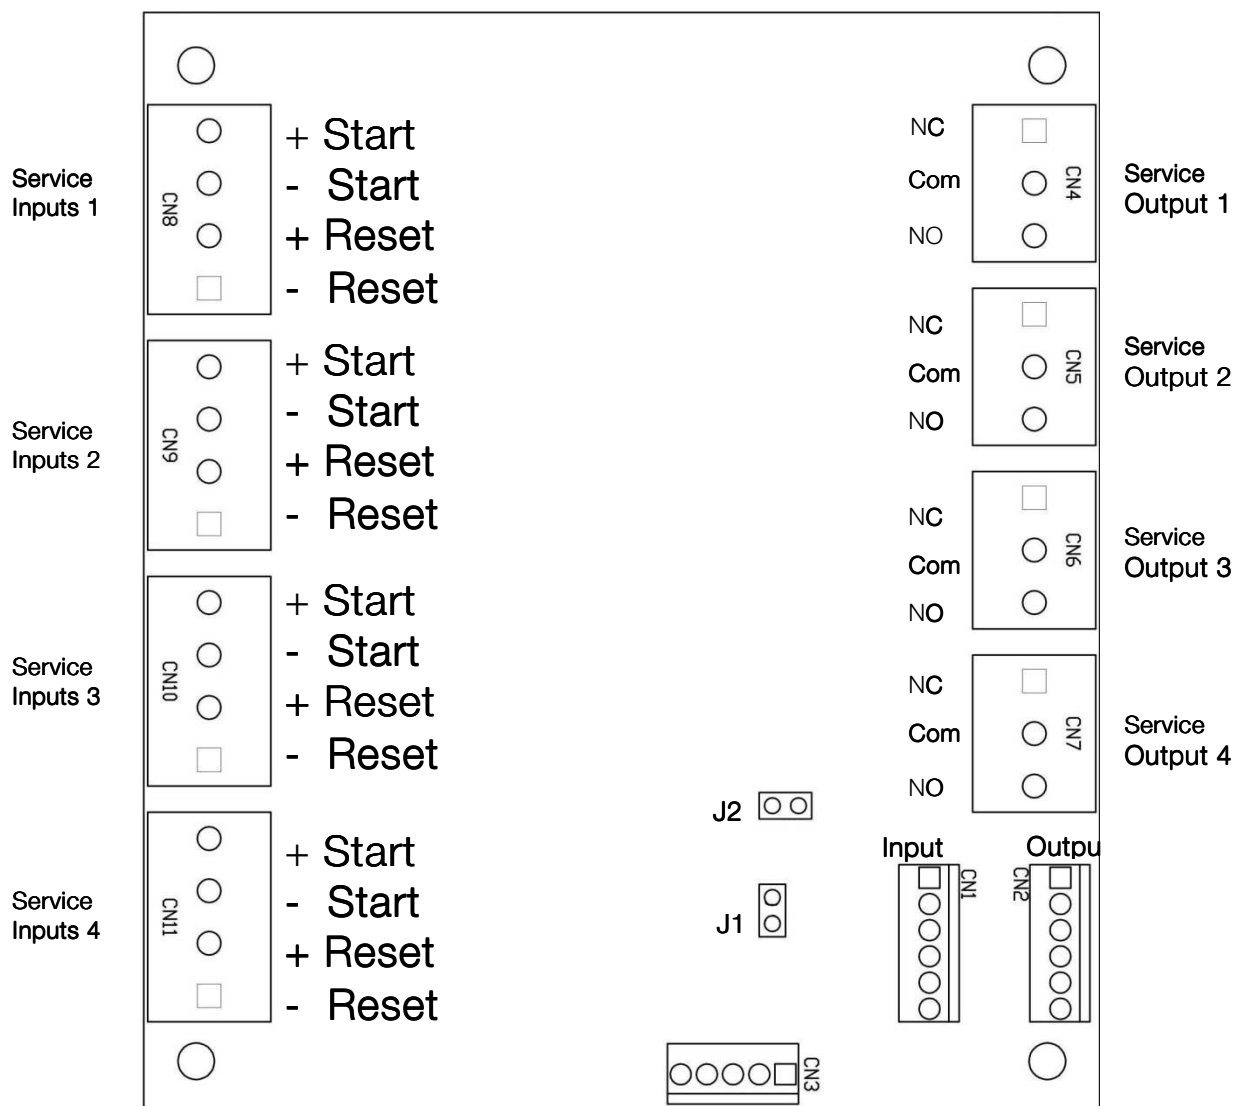 Service
Inputs 1
CN8
+ Start
- Start
+ Reset
- Reset
Service
Inputs 2
CN9
+ Start
- Start
+ Reset
- Reset
Service
Inputs 3
CN10
+ Start
- Start
+ Reset
- Reset
Service
Inputs 4
CN11
+ Start
- Start
+ Reset
- Reset
NC
Com
NO
CN4
Service
Output 1
NC
Com
NO
CN5
Service
Output 2
NC
Com
NO
CN6
Service
Output 3
NC
Com
NO
CN7
Service
Output 4
J2
J1
Input
CN1
Outpu
CN2
CN3